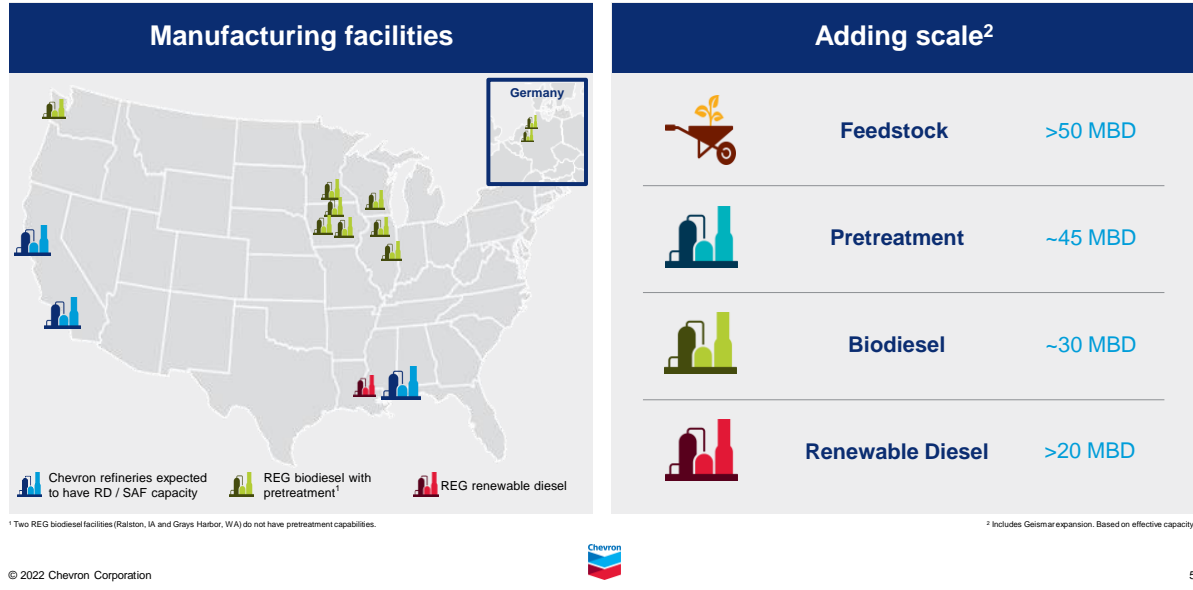 Manufacturing facilities
Germany
Chevron refineries expected
to have RD / SAF capacity
REG biodiesel with
pretreatment¹
REG renewable diesel
¹ Two REG biodiesel facilities (Ralston, IA and Grays Harbor, WA) do not have pretreatment capabilities.
Adding scale²
Feedstock >50 MBD
Pretreatment ~45 MBD
Biodiesel ~30 MBD
Renewable Diesel >20 MBD
² Includes Geismar expansion. Based on effective capacity
© 2022 Chevron Corporation
Chevron
5